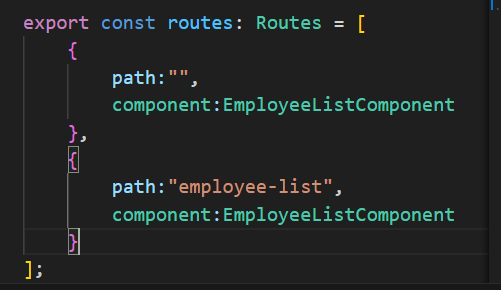 export const routes: Routes = [
{
path:"",
component:EmployeeListComponent
},
{
path:"employee-list",
component:EmployeeListComponent
}
];